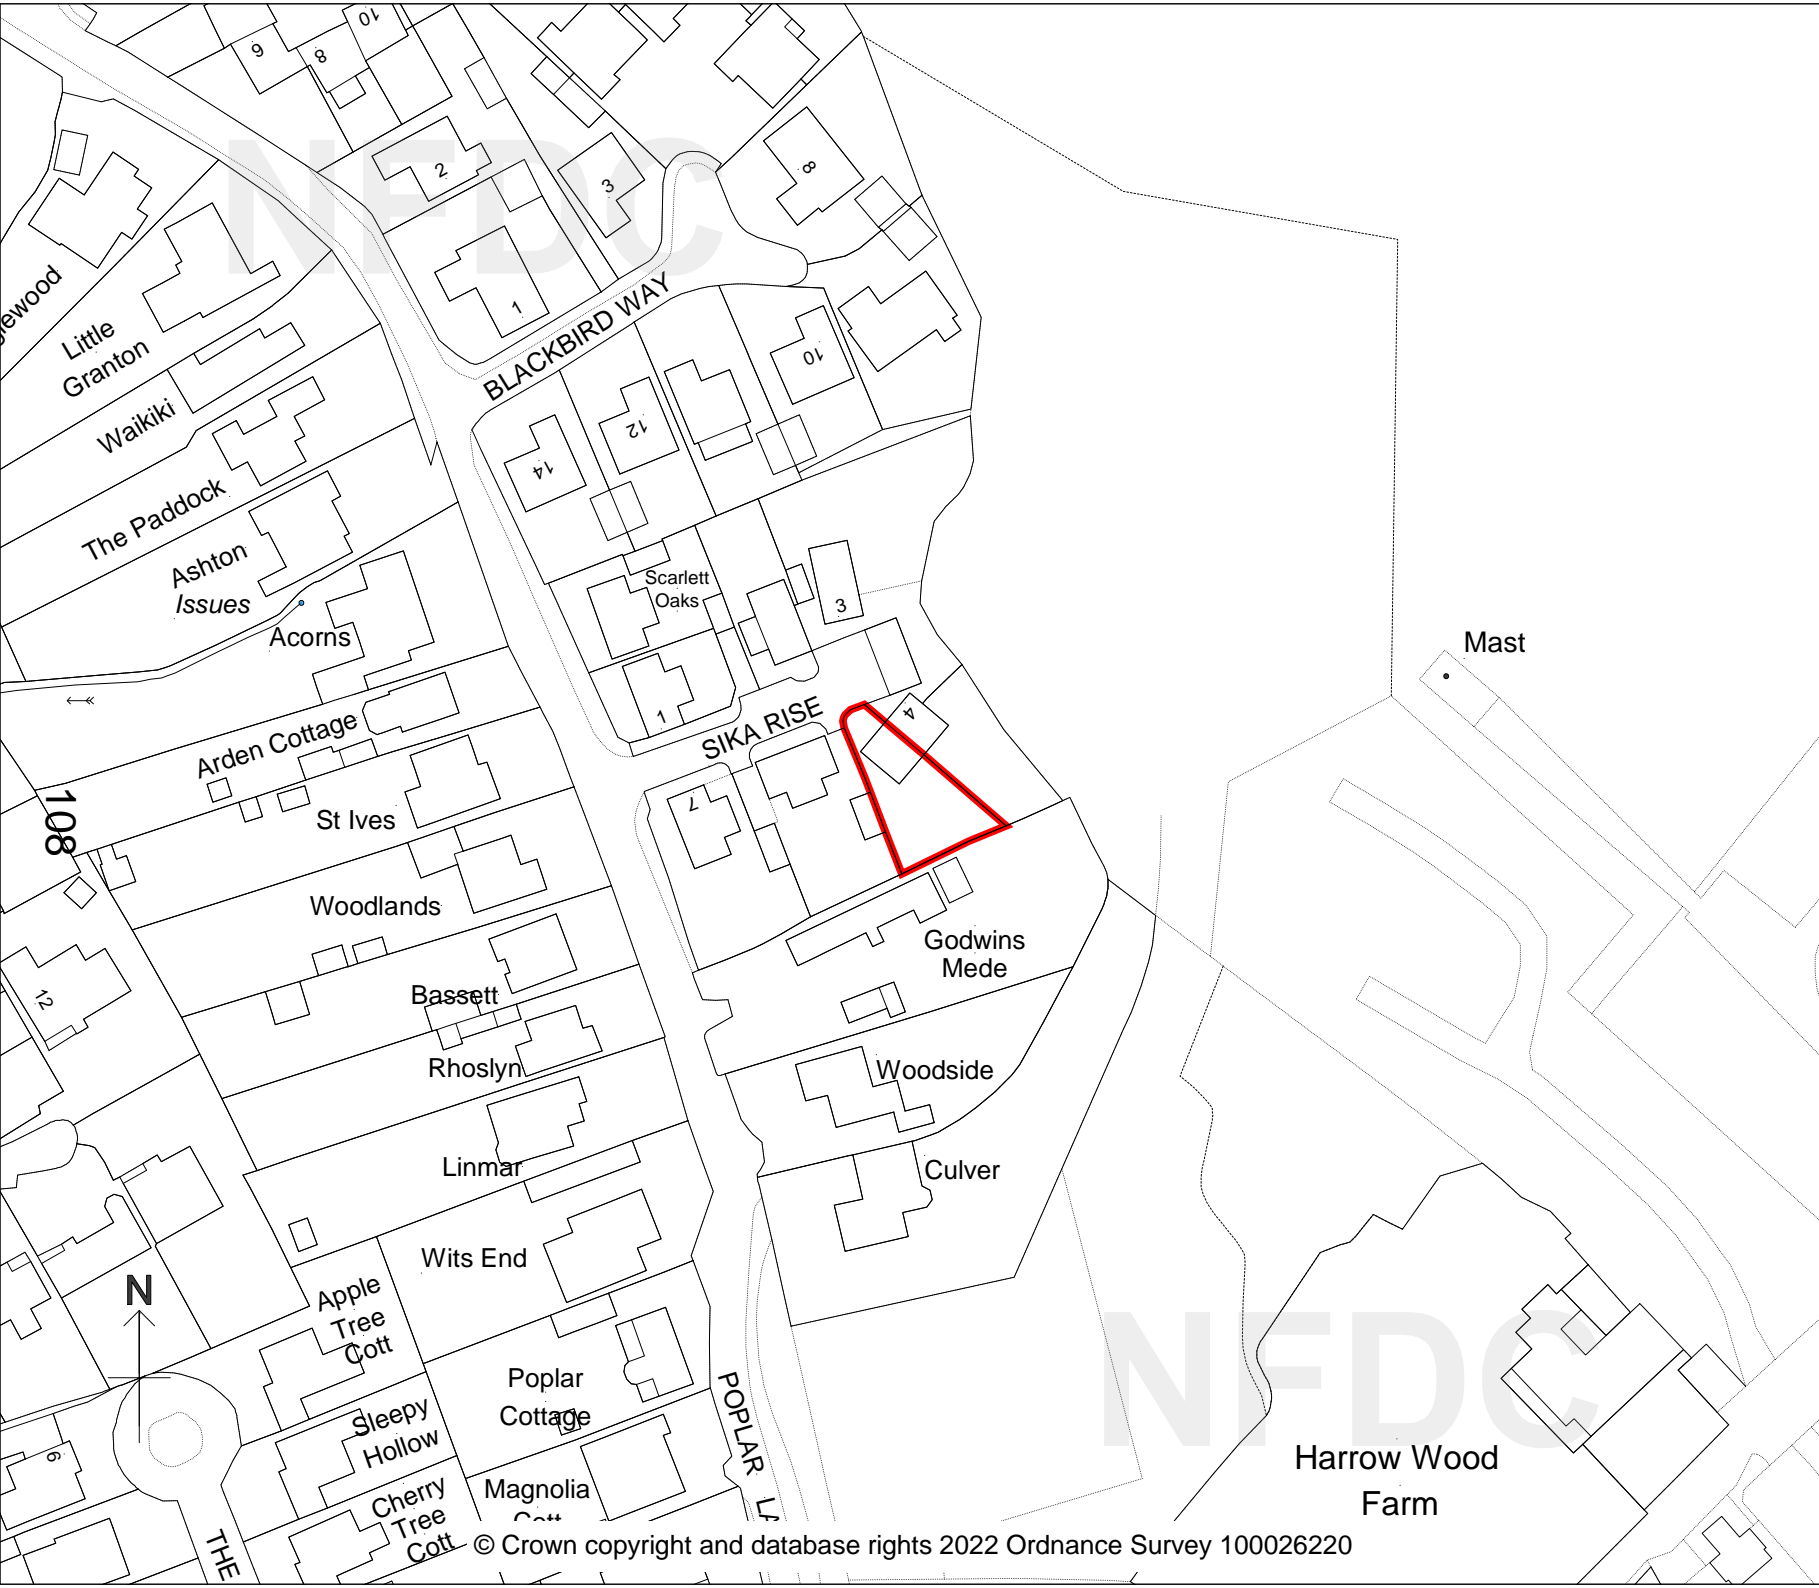 10
9
8
NFDC
2
3
8
1
BLACKBIRD WAY
Little
Granton
Waikiki
10
12
14
The Paddock
Ashton
Issues
Acorns
Scarlett
Oaks
3
Mast
1
SIKA RISE
4
Arden Cottage
108
St Ives
7
Woodlands
Godwins
Mede
12
Bassett
Rhoslyn
Woodside
Linmar
Culver
Wits End
N
Apple
Tree
Cott
NFDC
Poplar
Cottage
POPLAR LA
Sleepy
Hollow
Harrow Wood
Farm
Magnolia
Cott
Cherry
Tree
Cott
THE
© Crown copyright and database rights 2022 Ordnance Survey 100026220